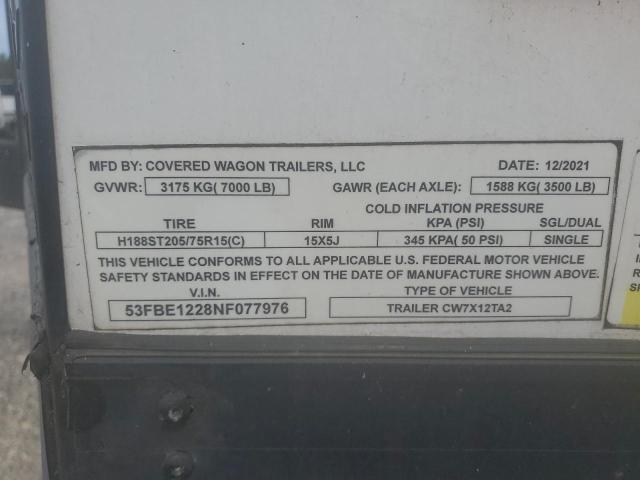 MFD BY: COVERED WAGON TRAILERS, LLC DATE: 12/2021
GVWR: 3175 KG( 7000 LB) GAWR (EACH AXLE): 1588 KG( 3500 LB)
COLD INFLATION PRESSURE
TIRE RIM KPA (PSI) SGL/DUAL
H188ST205/75R15(C) 15X5J 345 KPA( 50 PSI) SINGLE
THIS VEHICLE CONFORMS TO ALL APPLICABLE U.S. FEDERAL MOTOR VEHICLE
SAFETY STANDARDS IN EFFECT ON THE DATE OF MANUFACTURE SHOWN ABOVE.
V.I.N. TYPE OF VEHICLE
53FBE1228NF077976 TRAILER CW7X12TA2